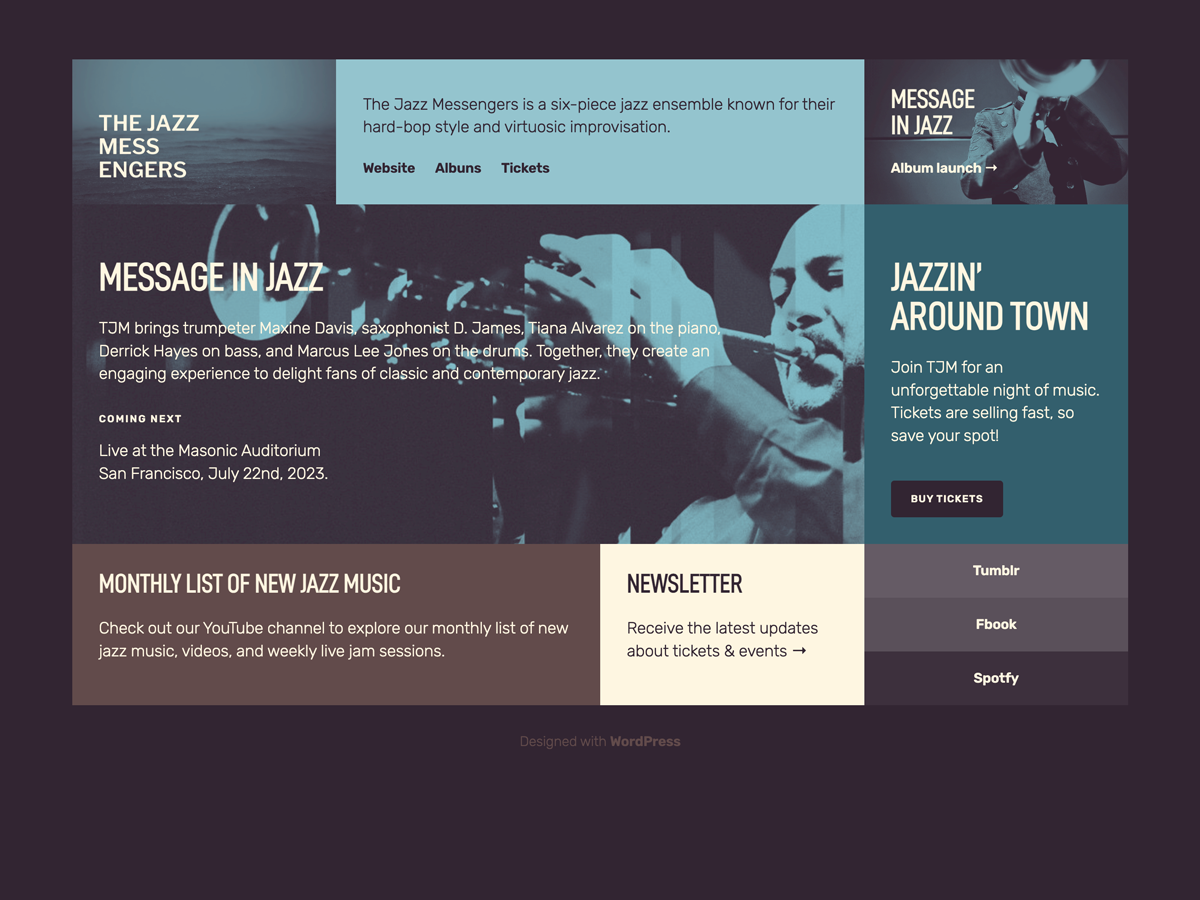 THE JAZZ
MESS
ENGERS
The Jazz Messengers is a six-piece jazz ensemble known for their
hard-bop style and virtuosic improvisation.
Website Albuns Tickets
MESSAGE
IN JAZZ
Album launch →
MESSAGE IN JAZZ
TJM brings trumpeter Maxine Davis, saxophonist D. James, Tiana Alvarez on the piano,
Derrick Hayes on bass, and Marcus Lee Jones on the drums. Together, they create an
engaging experience to delight fans of classic and contemporary jazz.
COMING NEXT
Live at the Masonic Auditorium
San Francisco, July 22nd, 2023.
JAZZIN’
AROUND TOWN
Join TJM for an
unforgettable night of music.
Tickets are selling fast, so
save your spot!
BUY TICKETS
MONTHLY LIST OF NEW JAZZ MUSIC
Check out our YouTube channel to explore our monthly list of new
jazz music, videos, and weekly live jam sessions.
NEWSLETTER
Receive the latest updates
about tickets & events →
Tumblr
Fbook
Spotfy
Designed with WordPress